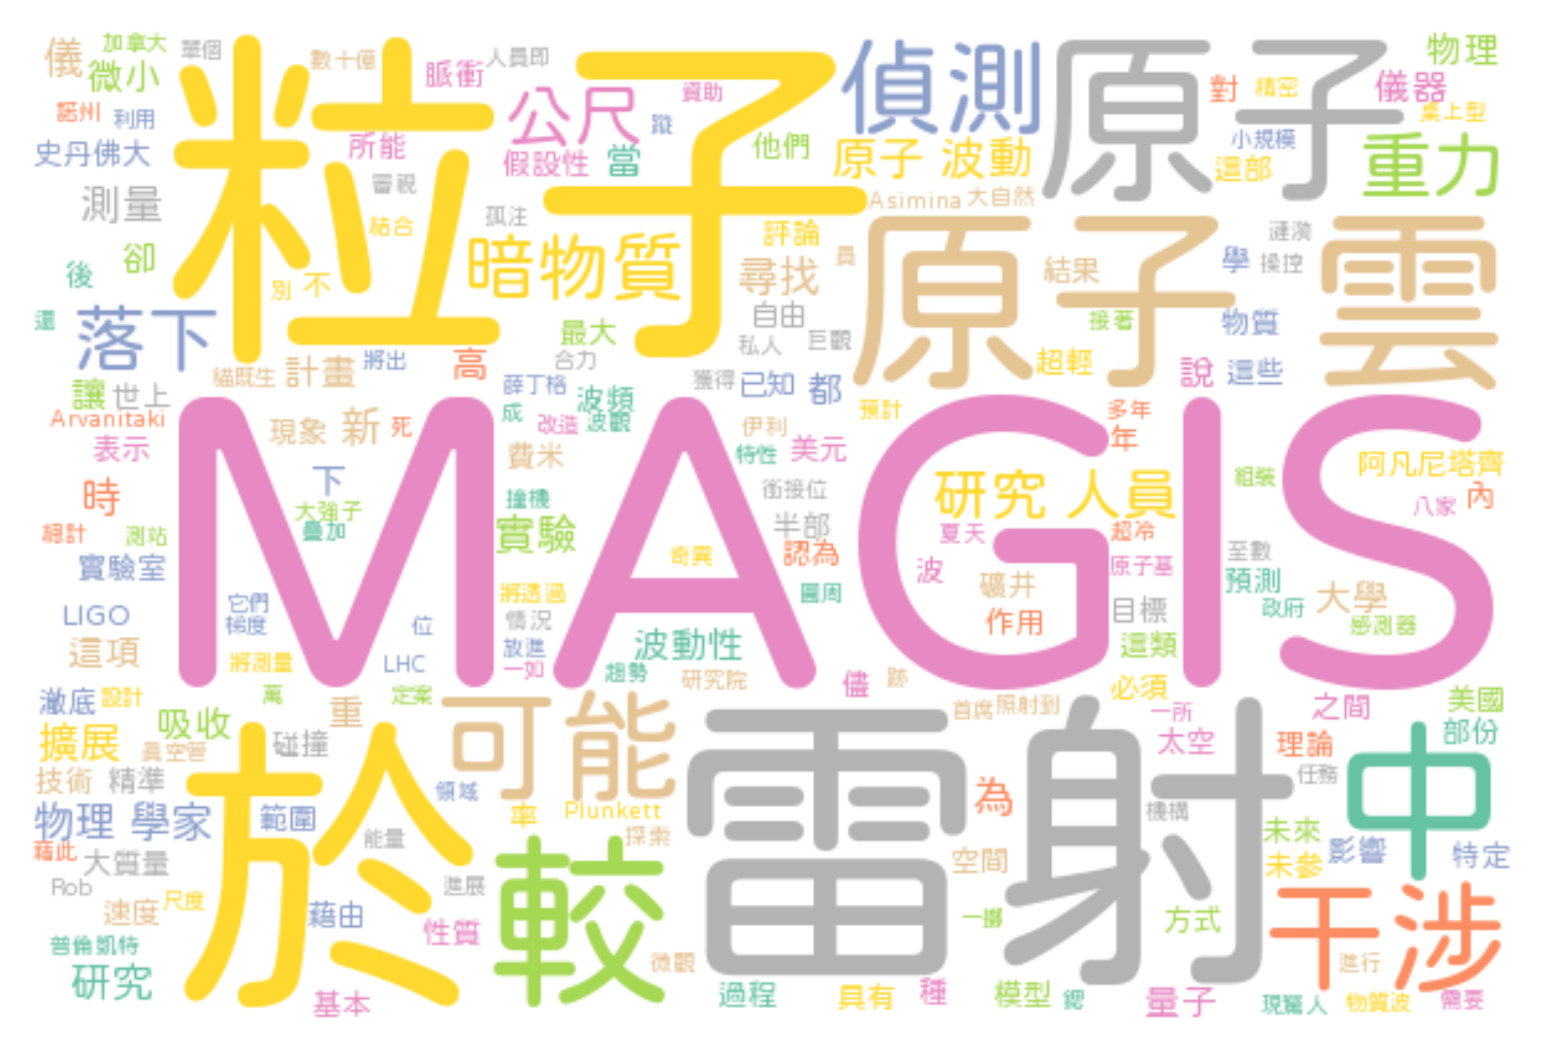 加拿大
單個
儀
微小
數十億
人員即
脈衝
公尺
資助
偵測
原子
物理
對
精密
儀器
諾州
利用
粒子
所能
假設性
當
蹤
他們
原子 波動
小規模
桌上型
這部
重力
史丹佛大
測量
審視
結合
孤注
Asimina
大自然
暗物質
評論
尋找
員
原子
結果
學
漣漪
操控
雲
卻
後
別
不
還
落下
最大
自由
私人
巨觀
接著
物質
貓既生
計畫
將出
高
合力
薛丁格
獲得
已知
都
超輕
說
這些
讓
世上
成
波頻
預計
多年
年
Arvanitaki
現象
新
死
改造
波觀
伊利
表示
費米
特性
美元
MAGIS
研究 人員
阿凡尼塔齊
時
下
大強子
疊加
撞機
銜接位
組裝
八家
內
總計
測站
實驗
半部
認為
夏天
超冷
實驗室
奇異
波
原子基
至數
預測
LIGO
它們
梯度
將透過
圓周
礦井
目標
政府
大學
情況
作用
感測器
這項
位
放進
波動性
這類
將測量
LHC
一如
趨勢
研究院
儘
跡
必須
澈底
設計
萬
定案
首席
照射到
一所
之間
美國
擴展
吸收
重
可能
太空
理論
部份
真空管
碰撞
技術
精準
於
領域
雷射
為
任務
中
物理 學家
範圍
率
Plunkett
機構
藉此
大質量
能量
探索
未來
影響
未參
特定
Rob
進展
較
空間
速度
尺度
藉由
一擲
方式
干涉
普倫凱特
性質
研究
微觀
進行
基本
過程
具有
種
模型
鍶
量子
現驚人
物質波
需要